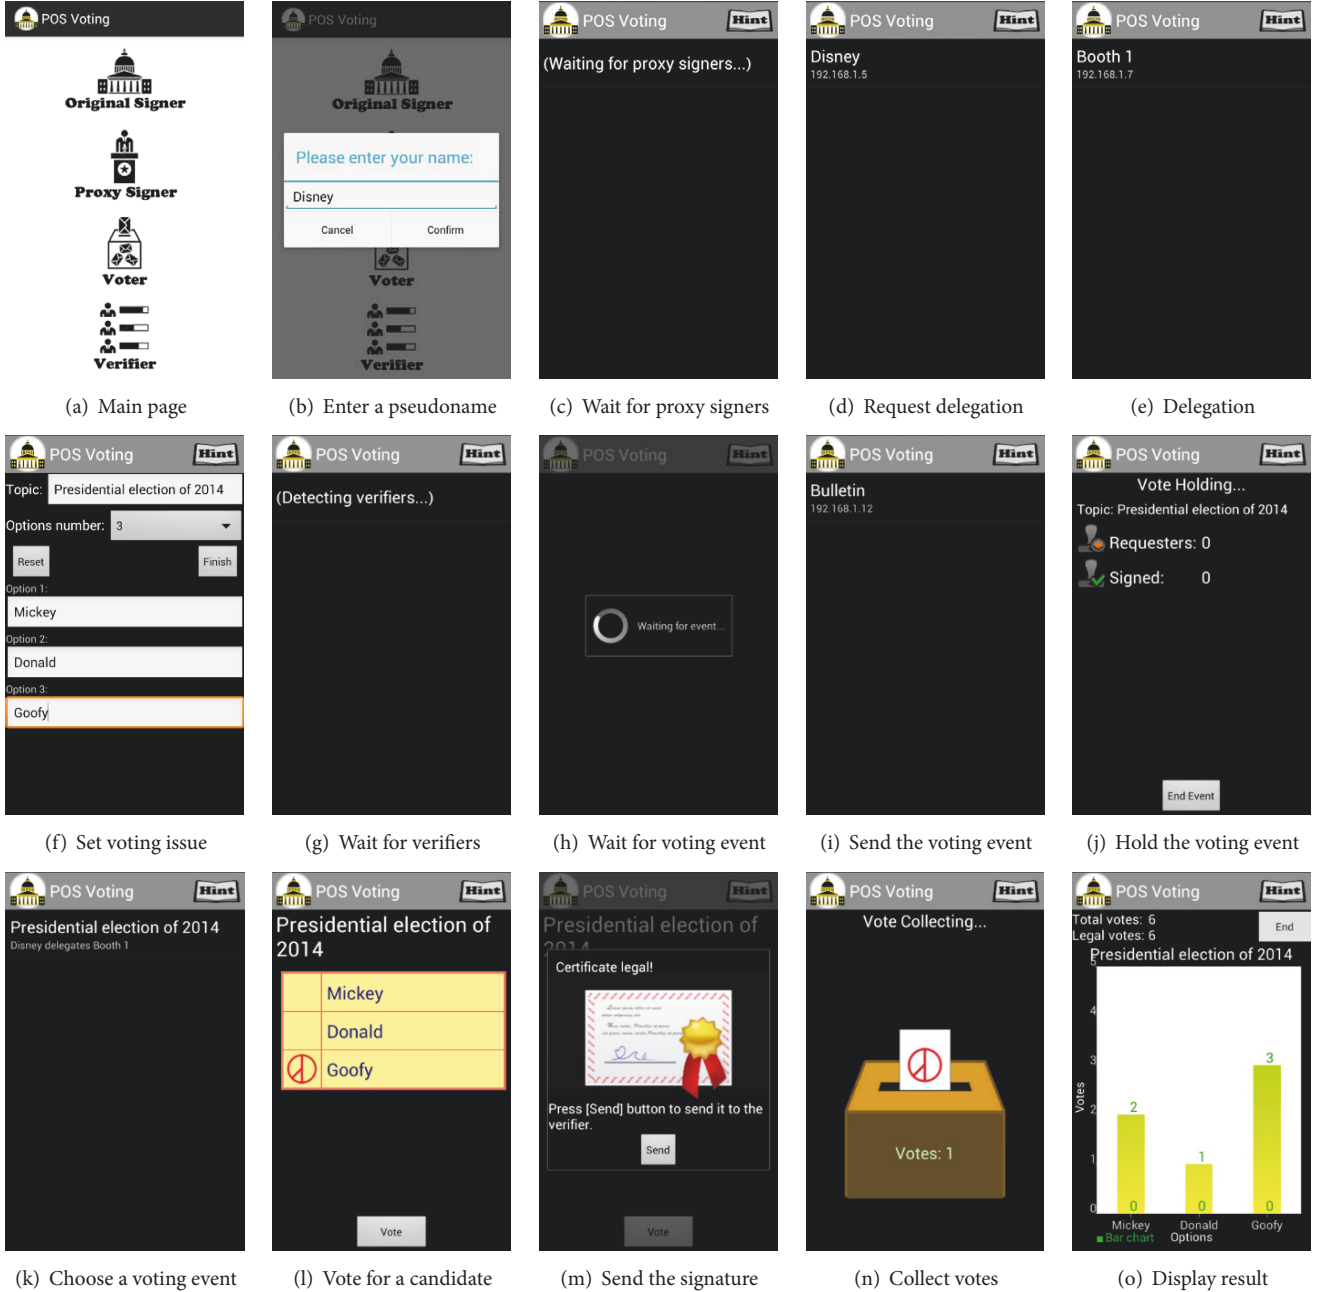 POS Voting
Original Signer
Proxy Signer
Voter
Verifier
(a) Main page
POS Voting
Original Signer
Please enter your name:
Disney
Cancel Confirm
Voter
Verifier
(b) Enter a pseudoname
POS Voting Hint
(Waiting for proxy signers...)
(c) Wait for proxy signers
POS Voting Hint
Disney
192.168.1.5
(d) Request delegation
POS Voting Hint
Booth 1
192.168.1.7
(e) Delegation
POS Voting Hint
Topic: Presidential election of 2014
Options number: 3
Reset Finish
Option 1:
Mickey
Option 2:
Donald
Option 3:
Goofy
(f) Set voting issue
POS Voting Hint
(Detecting verifiers...)
(g) Wait for verifiers
POS Voting Hint
Waiting for event...
(h) Wait for voting event
POS Voting Hint
Bulletin
192.168.1.12
(i) Send the voting event
POS Voting Hint
Vote Holding...
Topic: Presidential election of 2014
Requesters: 0
Signed: 0
End Event
(j) Hold the voting event
POS Voting Hint
Presidential election of 2014
Disney delegates Booth 1
(k) Choose a voting event
POS Voting Hint
Presidential election of
2014
Mickey
Donald
Goofy
Vote
(l) Vote for a candidate
POS Voting Hint
Presidential election of
2014
Certificate legal!
Press [Send] button to send it to the
verifier.
Send
Vote
(m) Send the signature
POS Voting Hint
Vote Collecting...
Votes: 1
(n) Collect votes
POS Voting Hint
Total votes: 6
Legal votes: 6
End
Presidential election of 2014
5
4
3
2
1
0
Votes
2
1
3
0 0 0
Mickey Donald Goofy
Bar chart Options
(o) Display result